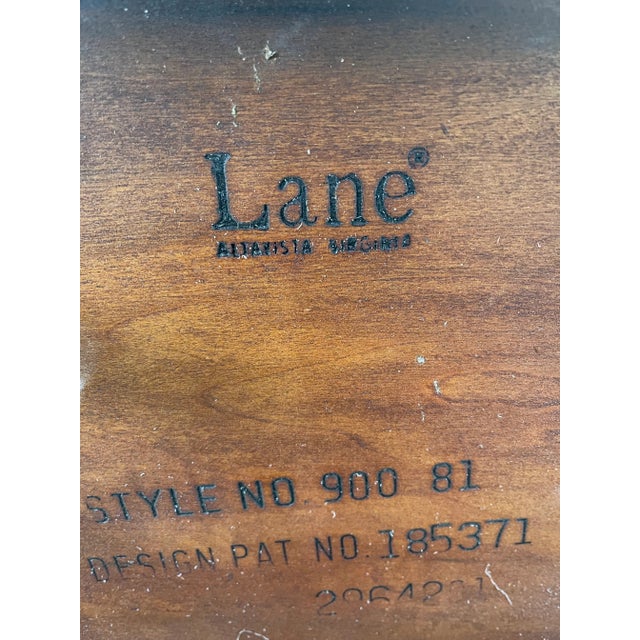 Lane®
ALTAVISTA VIRGINIA
STYLE NO. 900 81
DESIGN PAT NO. 185371